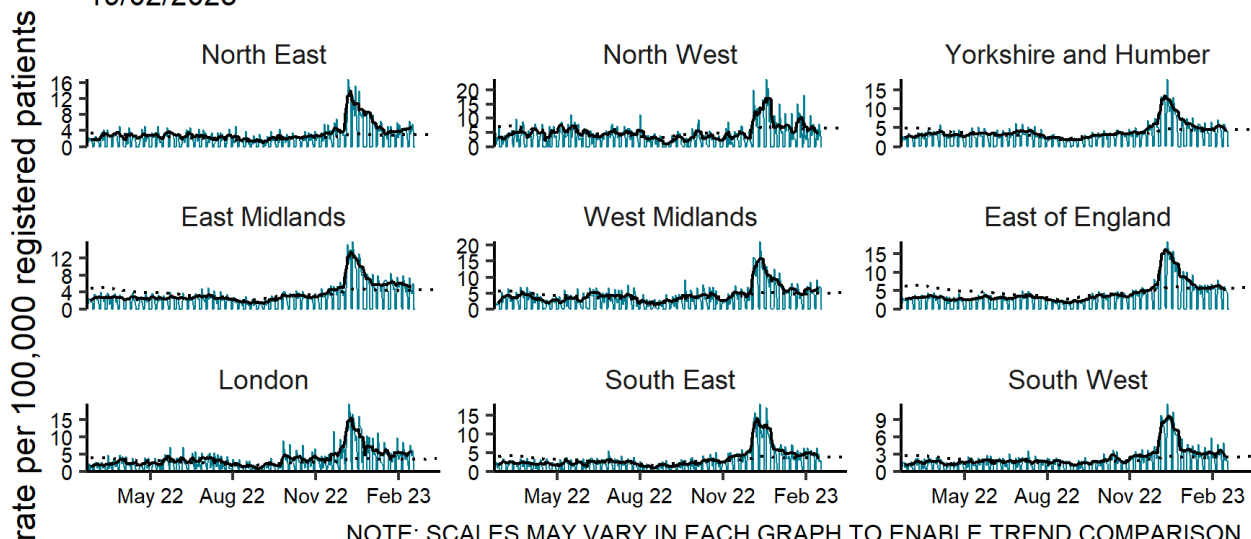 rate per 100,000 registered patients
North East North West Yorkshire and Humber
16 20 15
12 15 10
8 10 5
4 5 0
0 0
East Midlands West Midlands East of England
12 20 15
8 15 10
4 10 5
0 5 0
0
London South East South West
15 15 9
10 10 6
5 5 3
0 0 0
May 22 Aug 22 Nov 22 Feb 23 May 22 Aug 22 Nov 22 Feb 23 May 22 Aug 22 Nov 22 Feb 23
NOTE: SCALES MAY VARY IN EACH GRAPH TO ENABLE TREND COMPARISON